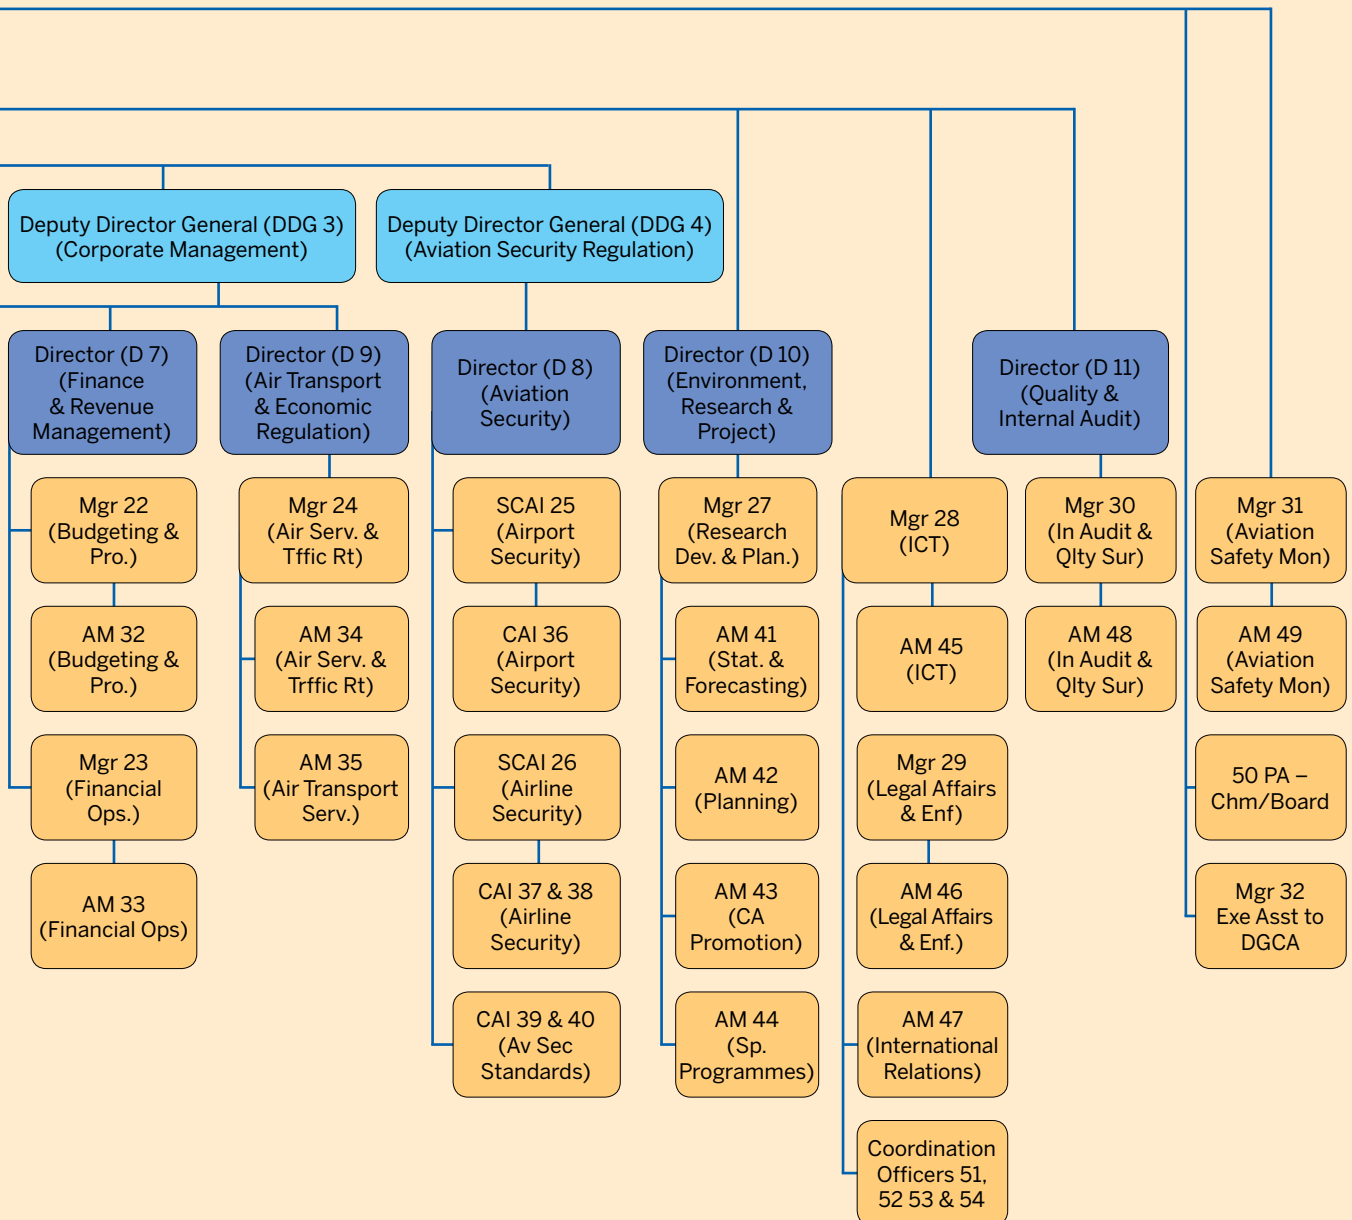 Deputy Director General (DDG 3)
(Corporate Management)
Deputy Director General (DDG 4)
(Aviation Security Regulation)
Director (D 7)
(Finance
& Revenue
Management)
Director (D 9)
(Air Transport
& Economic
Regulation)
Director (D 8)
(Aviation
Security)
Director (D 10)
(Environment,
Research &
Project)
Director (D 11)
(Quality &
Internal Audit)
Mgr 22
(Budgeting &
Pro.)
Mgr 24
(Air Serv. &
Tffic Rt)
SCAI 25
(Airport
Security)
Mgr 27
(Research
Dev. & Plan.)
Mgr 28
(ICT)
Mgr 30
(In Audit &
Qlty Sur)
Mgr 31
(Aviation
Safety Mon)
AM 32
(Budgeting &
Pro.)
AM 34
(Air Serv. &
Trffic Rt)
CAI 36
(Airport
Security)
AM 41
(Stat. &
Forecasting)
AM 45
(ICT)
AM 48
(In Audit &
Qlty Sur)
AM 49
(Aviation
Safety Mon)
Mgr 23
(Financial
Ops.)
AM 35
(Air Transport
Serv.)
SCAI 26
(Airline
Security)
AM 42
(Planning)
Mgr 29
(Legal Affairs
& Enf)
50 PA –
Chm/Board
AM 33
(Financial Ops)
CAI 37 & 38
(Airline
Security)
AM 43
(CA
Promotion)
AM 46
(Legal Affairs
& Enf.)
Mgr 32
Exe Asst to
DGCA
CAI 39 & 40
(Av Sec
Standards)
AM 44
(Sp.
Programmes)
AM 47
(International
Relations)
Coordination
Officers 51,
52 53 & 54